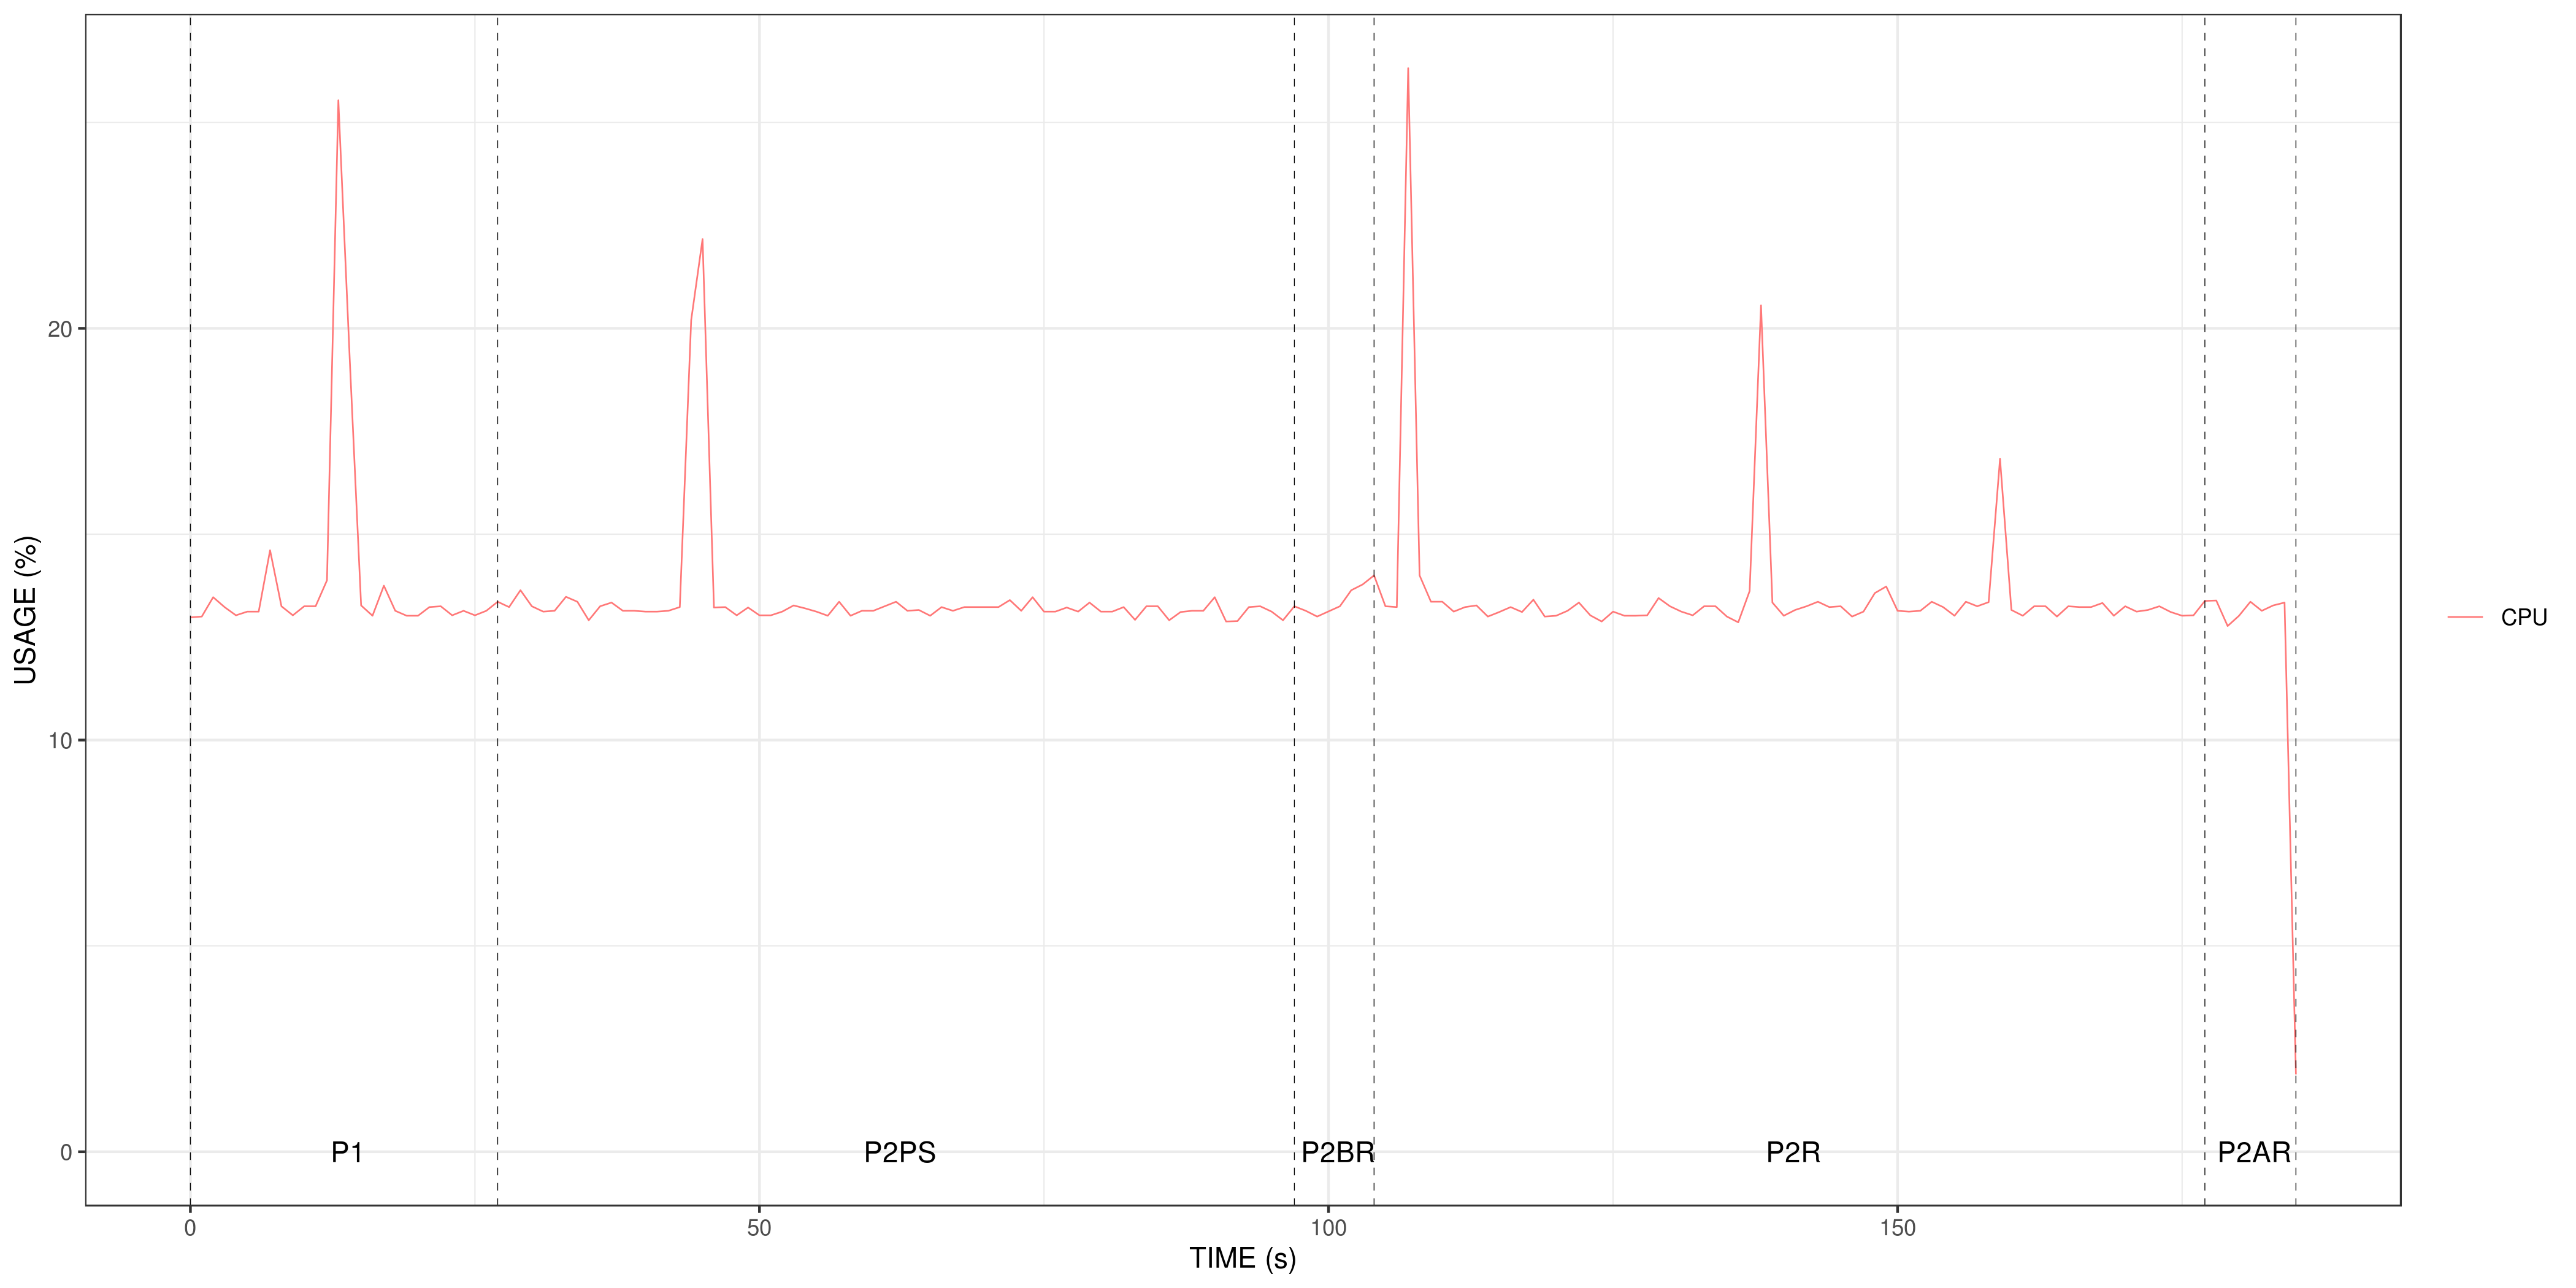 USAGE (%)
20
10
0
P1 P2PS P2BR P2R P2AR
0 50 100 150
TIME (s)
CPU